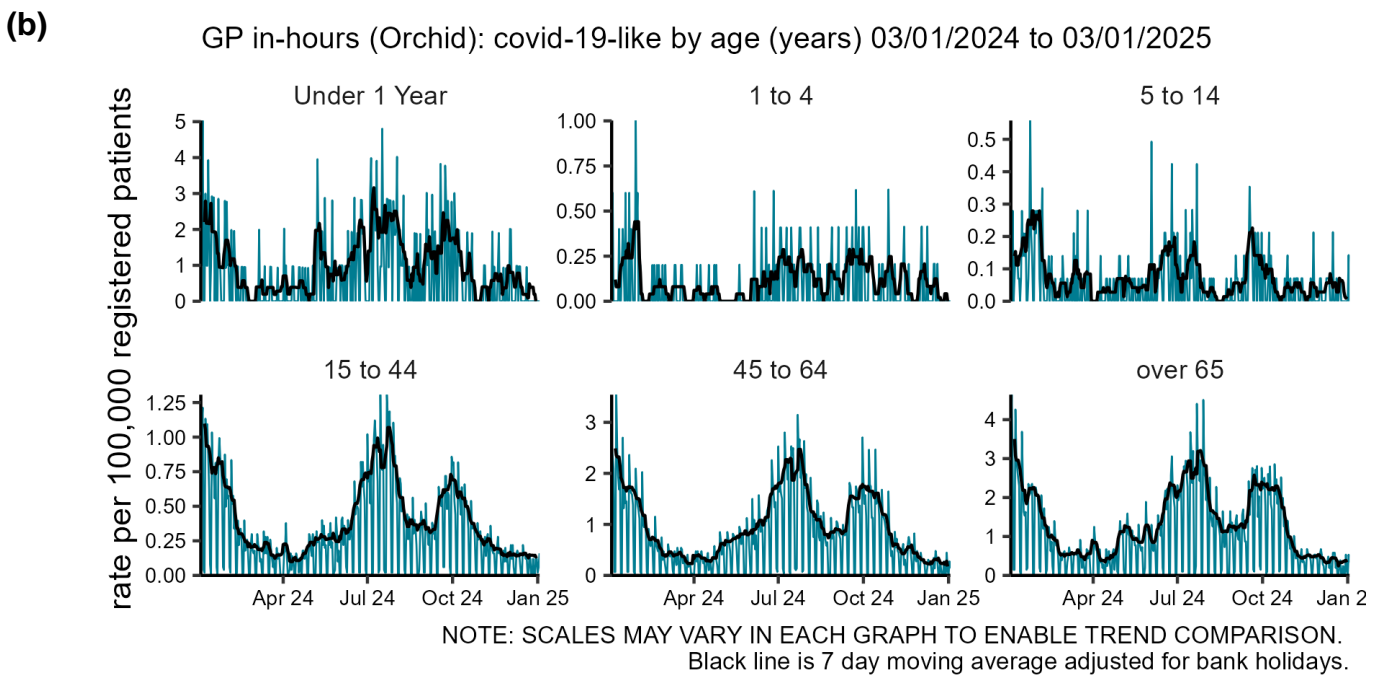 (b)
GP in-hours (Orchid): covid-19-like by age (years) 03/01/2024 to 03/01/2025
rate per 100,000 registered patients
Under 1 Year
5
4
3
2
1
0
1 to 4
1.00
0.75
0.50
0.25
0.00
5 to 14
0.5
0.4
0.3
0.2
0.1
0.0
15 to 44
1.25
1.00
0.75
0.50
0.25
0.00
Apr 24 Jul 24 Oct 24 Jan 25
45 to 64
3
2
1
0
Apr 24 Jul 24 Oct 24 Jan 25
over 65
4
3
2
1
0
Apr 24 Jul 24 Oct 24 Jan 2
NOTE: SCALES MAY VARY IN EACH GRAPH TO ENABLE TREND COMPARISON.
Black line is 7 day moving average adjusted for bank holidays.